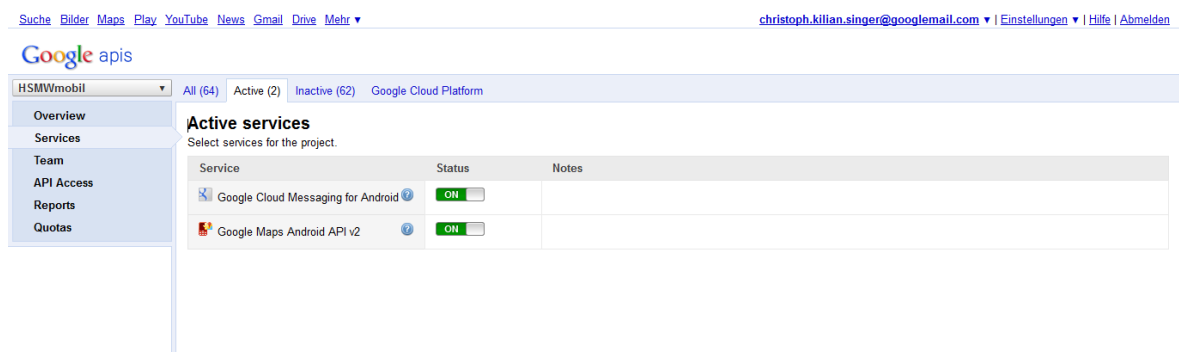 Suche Bilder Maps Play YouTube News Gmail Drive Mehr ▼ christoph.kilian.singer@googlemail.com ▼ | Einstellungen ▼ | Hilfe | Abmelden
Google apis
HSMWmobil ▼ All (64) Active (2) Inactive (62) Google Cloud Platform
Overview
Services
Team
API Access
Reports
Quotas
Active services
Select services for the project.
Service Status Notes
Google Cloud Messaging for Android ? ON
Google Maps Android API v2 ? ON